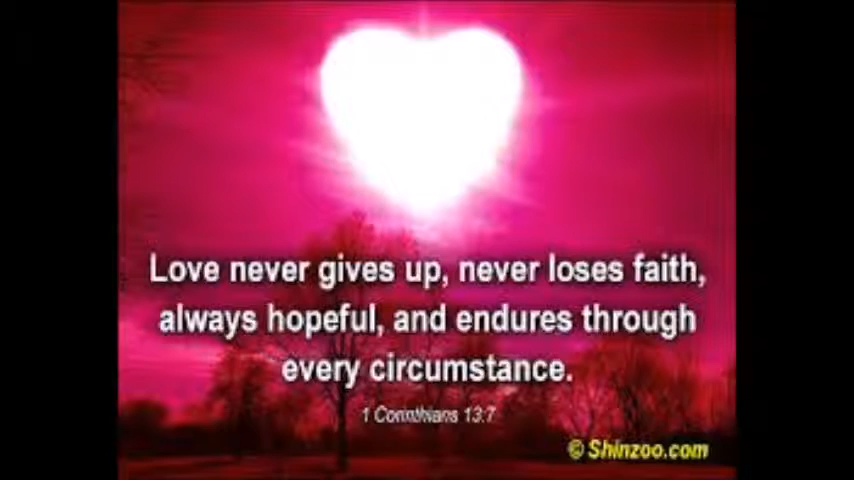 Love never gives up, never loses faith,
always hopeful, and endures through
every circumstance.
1 Corinthians 13:7
© Shinzoo.com